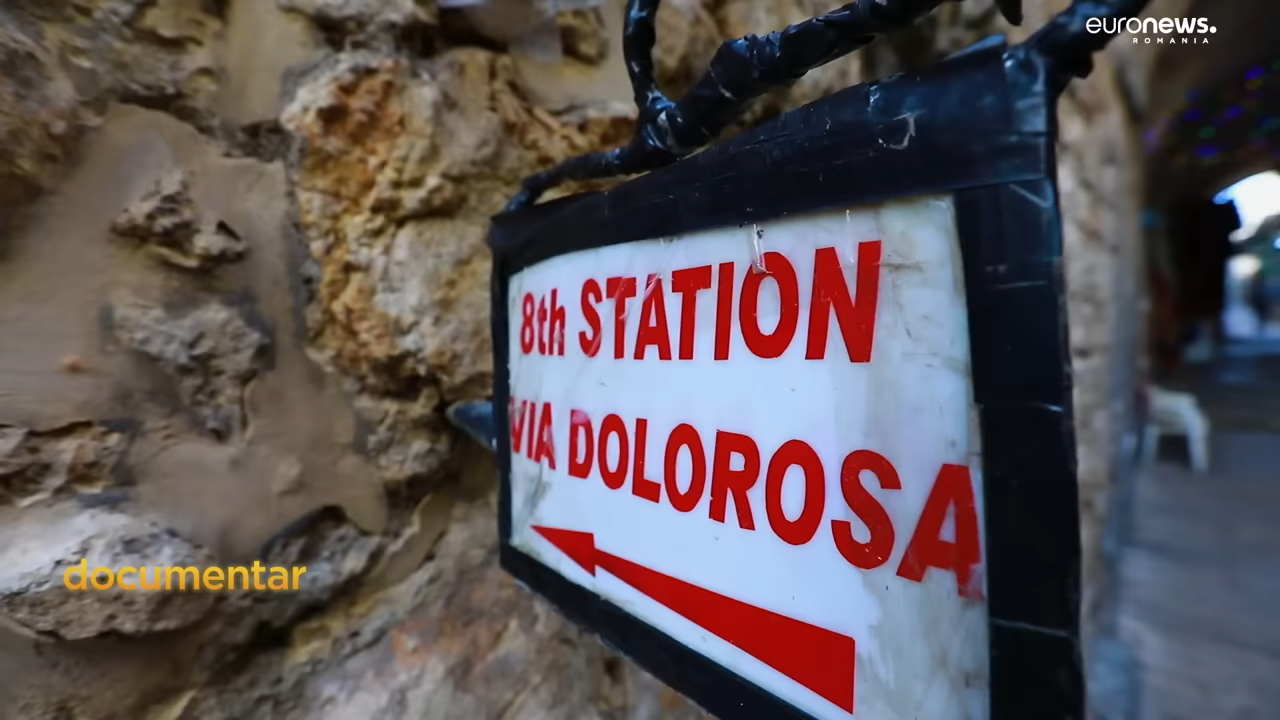 euronews.
ROMANIA
8th STATION
VIA DOLOROSA
documentar